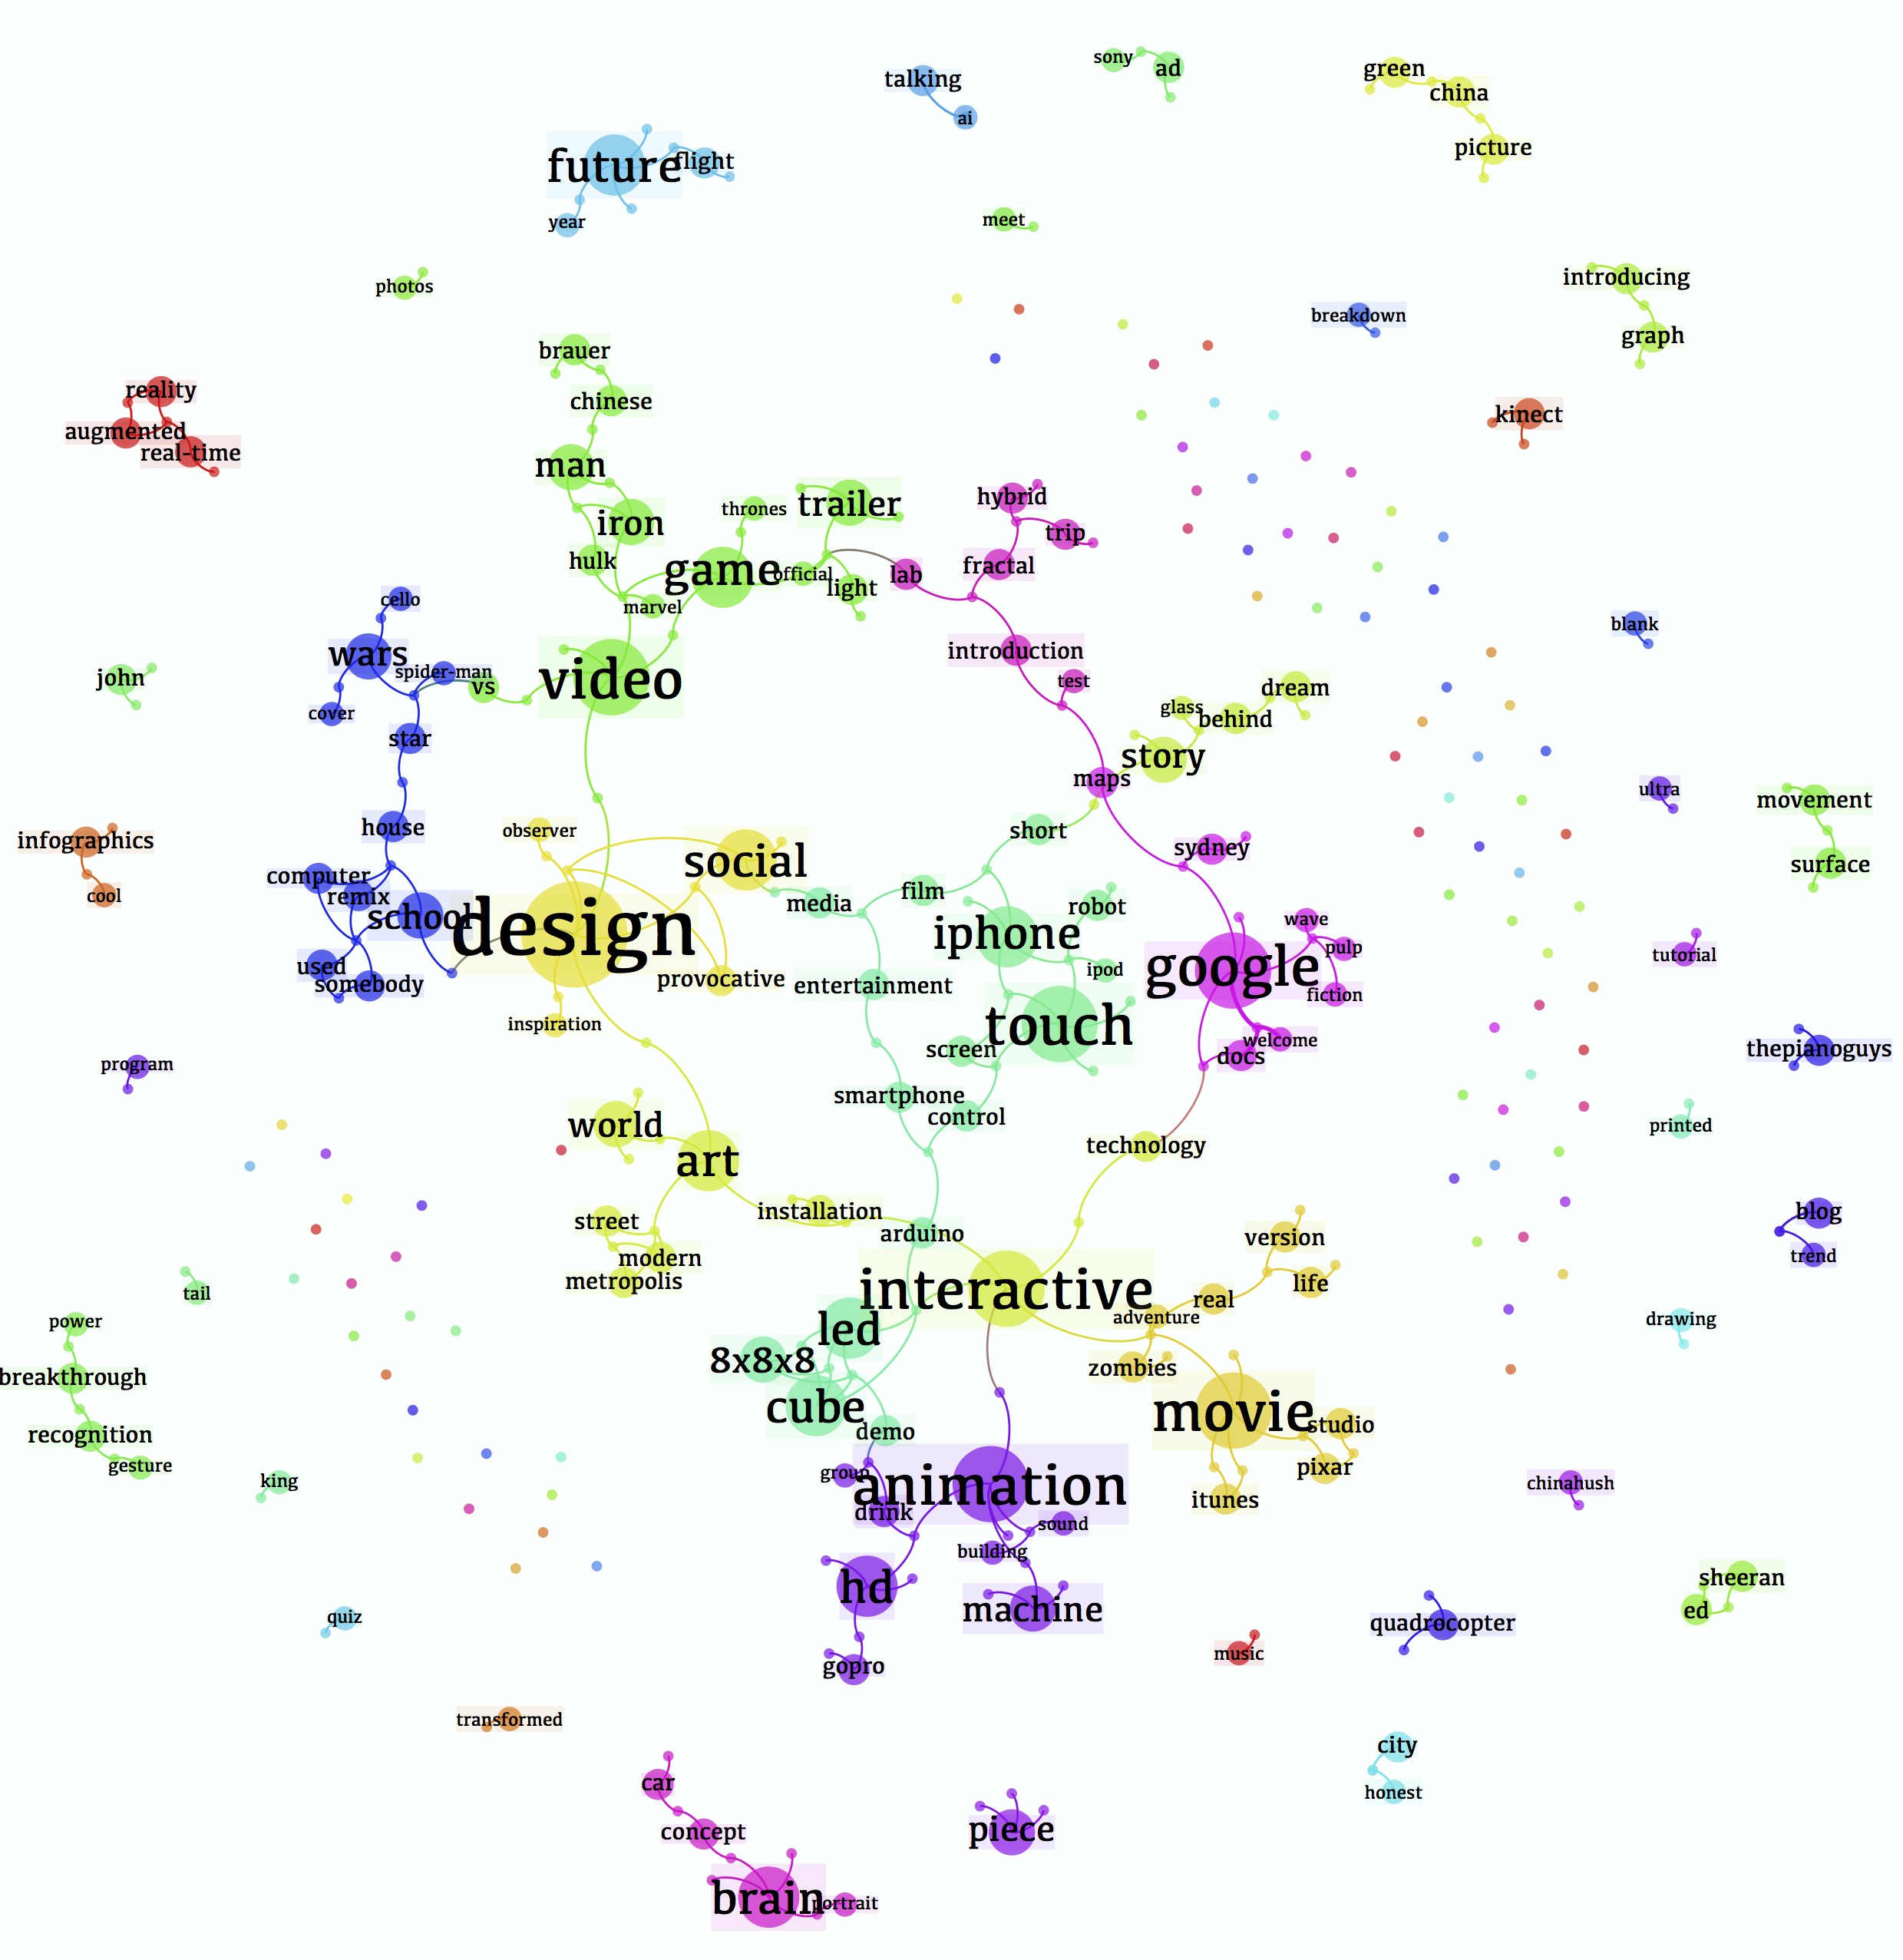 sony
ad
green
talking
china
ai
picture
future
flight
year
meet
photos
introducing
breakdown
graph
brauer
reality
chinese
kinect
augmented
real-time
man
hybrid
trailer
thrones
iron
trip
hulk
game
official
lab
fractal
light
cello
marvel
blank
wars
introduction
spider-man
john
video
vs
test
dream
cover
glass
behind
star
story
maps
ultra
movement
house
observer
short
infographics
sydney
social
surface
computer
film
remix
cool
media
robot
school
design
iphone
wave
pulp
tutorial
used
google
ipod
provocative
somebody
entertainment
fiction
inspiration
touch
welcome
screen
docs
thepianoguys
program
smartphone
control
world
printed
technology
art
installation
blog
street
arduino
version
modern
trend
metropolis
life
interactive
tail
real
adventure
drawing
power
led
8x8x8
zombies
breakthrough
cube
movie
studio
demo
recognition
gesture
group
pixar
king
animation
chinahush
itunes
drink
sound
building
sheeran
hd
machine
ed
quiz
quadrocopter
music
gopro
transformed
city
car
honest
concept
piece
brain
portrait